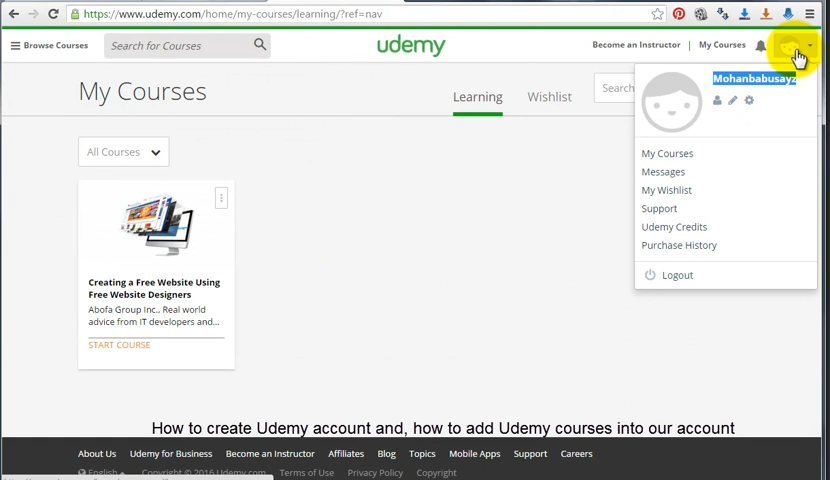 https://www.udemy.com/home/my-courses/learning/?ref=nav
Browse Courses
Search for Courses
udemy
Become an Instructor
My Courses
My Courses
Learning
Wishlist
Search
Mohanbabusayz
My Courses
Messages
My Wishlist
Support
Udemy Credits
Purchase History
Logout
All Courses
Creating a Free Website Using
Free Website Designers
Abofa Group Inc., Real world
advice from IT developers and...
START COURSE
How to create Udemy account and, how to add Udemy courses into our account
About Us Udemy for Business Become an Instructor Affiliates Blog Topics Mobile Apps Support Careers
English Copyright © 2016 Udemy.com Terms of Use Privacy Policy Copyright